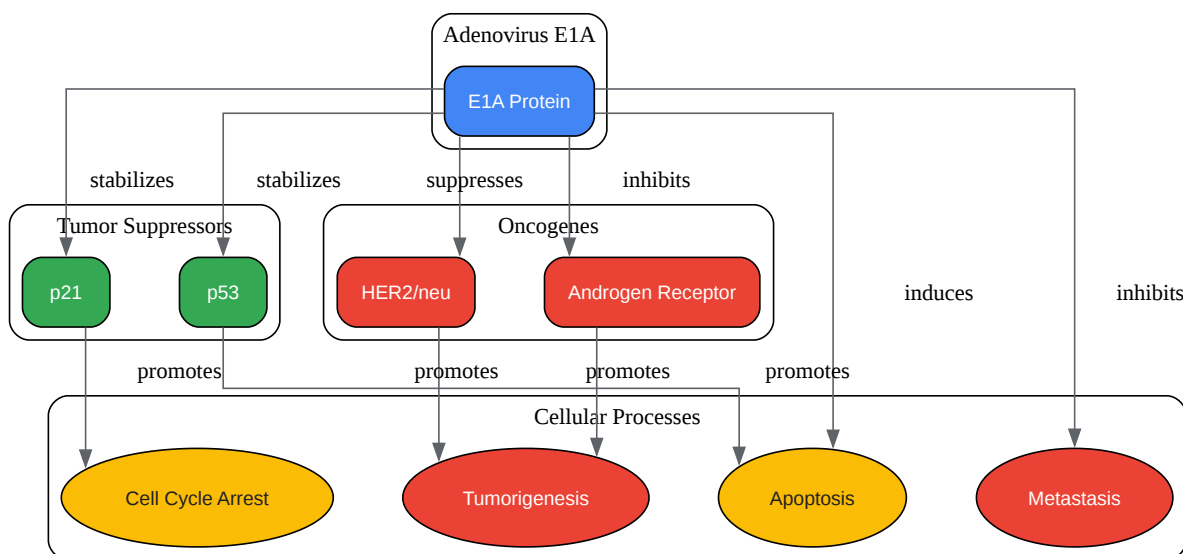 Adenovirus E1A
E1A Protein
stabilizes
stabilizes
suppresses
inhibits
Tumor Suppressors
Oncogenes
p21
p53
HER2/neu
Androgen Receptor
induces
inhibits
promotes
promotes
promotes
promotes
Cellular Processes
Cell Cycle Arrest
Tumorigenesis
Apoptosis
Metastasis